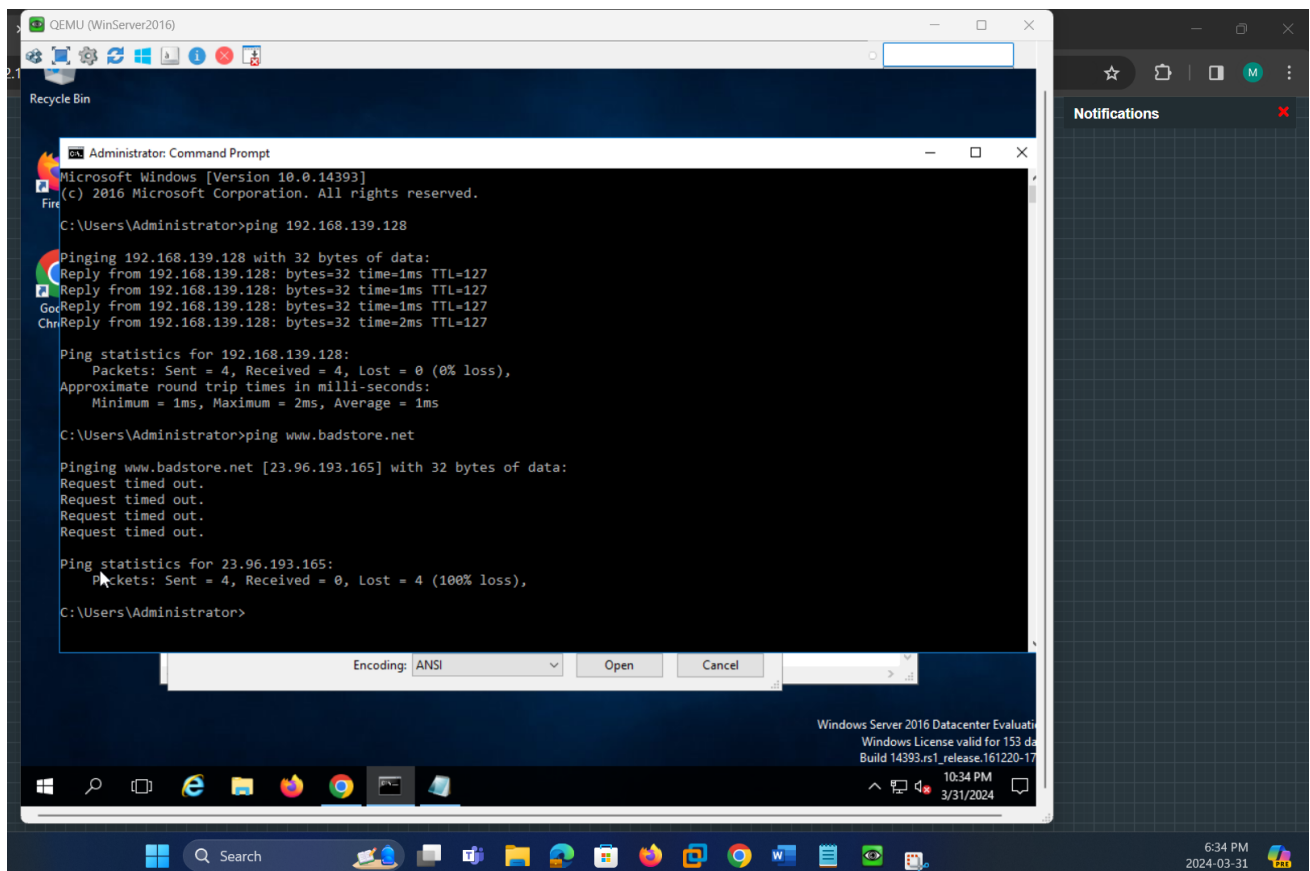 QEMU (WinServer2016)
2.1
Recycle Bin
Notifications
M
Administrator: Command Prompt
Microsoft Windows [Version 10.0.14393]
(c) 2016 Microsoft Corporation. All rights reserved.
Fire
C:\Users\Administrator>ping 192.168.139.128
Pinging 192.168.139.128 with 32 bytes of data:
Reply from 192.168.139.128: bytes=32 time=1ms TTL=127
Reply from 192.168.139.128: bytes=32 time=1ms TTL=127
Reply from 192.168.139.128: bytes=32 time=1ms TTL=127
Reply from 192.168.139.128: bytes=32 time=2ms TTL=127
Goo
Chr
Ping statistics for 192.168.139.128:
Packets: Sent = 4, Received = 4, Lost = 0 (0% loss),
Approximate round trip times in milli-seconds:
Minimum = 1ms, Maximum = 2ms, Average = 1ms
C:\Users\Administrator>ping www.badstore.net
Pinging www.badstore.net [23.96.193.165] with 32 bytes of data:
Request timed out.
Request timed out.
Request timed out.
Request timed out.
Ping statistics for 23.96.193.165:
Packets: Sent = 4, Received = 0, Lost = 4 (100% loss),
C:\Users\Administrator>
Encoding: ANSI Open Cancel
Windows Server 2016 Datacenter Evaluati
Windows License valid for 153 da
Build 14393.rs1_release.161220-17
10:34 PM
3/31/2024
Search
6:34 PM
2024-03-31
PRE